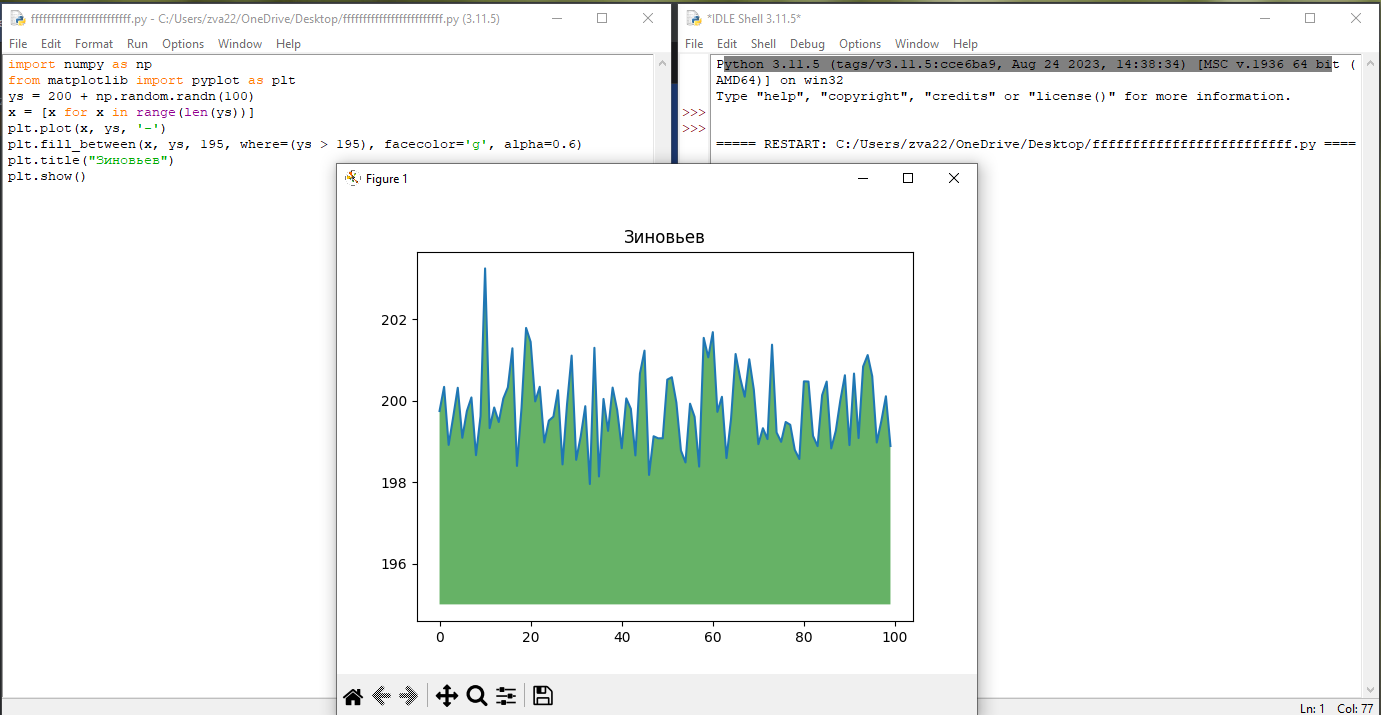 fffffffffffffffffffffffff.py - C:/Users/zva22/OneDrive/Desktop/fffffffffffffffffffffffff.py (3.11.5)
File Edit Format Run Options Window Help
import numpy as np
from matplotlib import pyplot as plt
ys = 200 + np.random.randn(100)
x = [x for x in range(len(ys))]
plt.plot(x, ys, '-')
plt.fill_between(x, ys, 195, where=(ys > 195), facecolor='g', alpha=0.6)
plt.title("Зиновьев")
plt.show()
*IDLE Shell 3.11.5*
File Edit Shell Debug Options Window Help
Python 3.11.5 (tags/v3.11.5:cce6ba9, Aug 24 2023, 14:38:34) [MSC v.1936 64 bit (
AMD64)] on win32
Type "help", "copyright", "credits" or "license()" for more information.
>>>
>>>
===== RESTART: C:/Users/zva22/OneDrive/Desktop/fffffffffffffffffffffffff.py ====
Figure 1
Зиновьев
202
200
198
196
0 20 40 60 80 100
Ln: 1 Col: 77